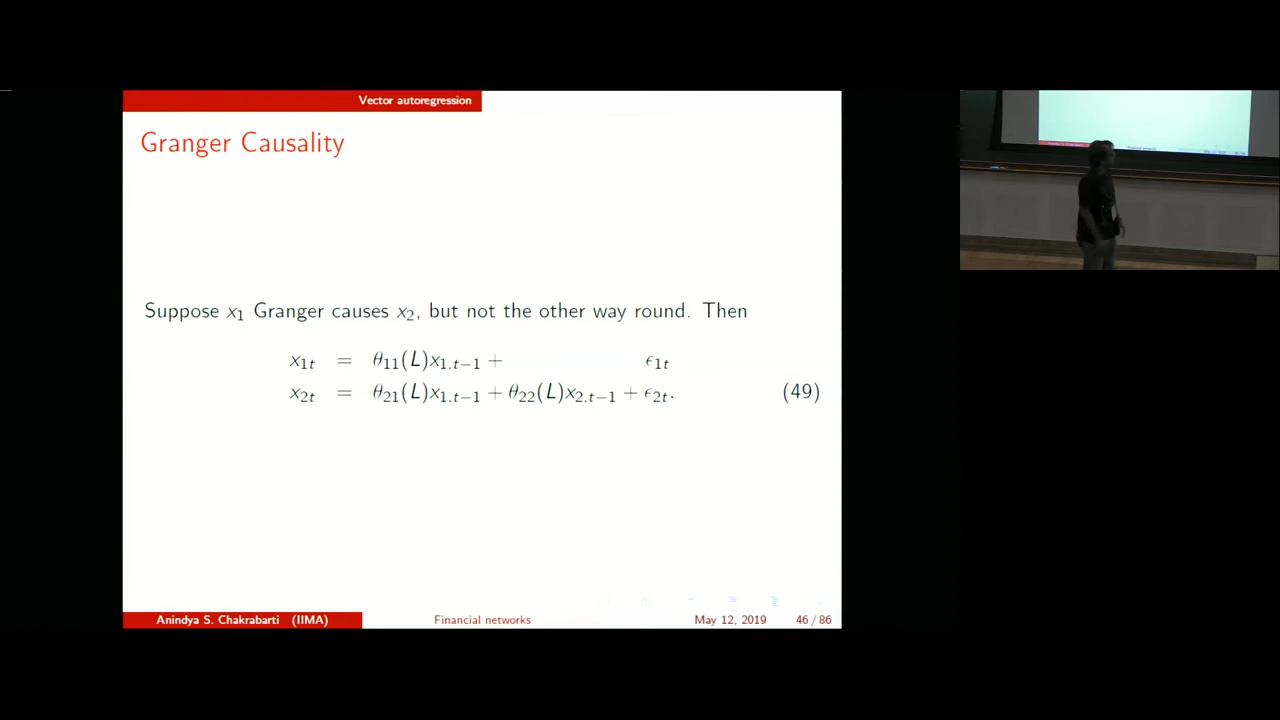 Vector autoregression
Granger Causality
Suppose x₁ Granger causes x₂, but not the other way round. Then
x₁ₜ = θ₁₁(L)x₁.ₜ₋₁ + ϵ₁ₜ
x₂ₜ = θ₂₁(L)x₁.ₜ₋₁ + θ₂₂(L)x₂.ₜ₋₁ + ϵ₂ₜ. (49)
Anindya S. Chakrabarti (IIMA) Financial networks May 12, 2019 46 / 86